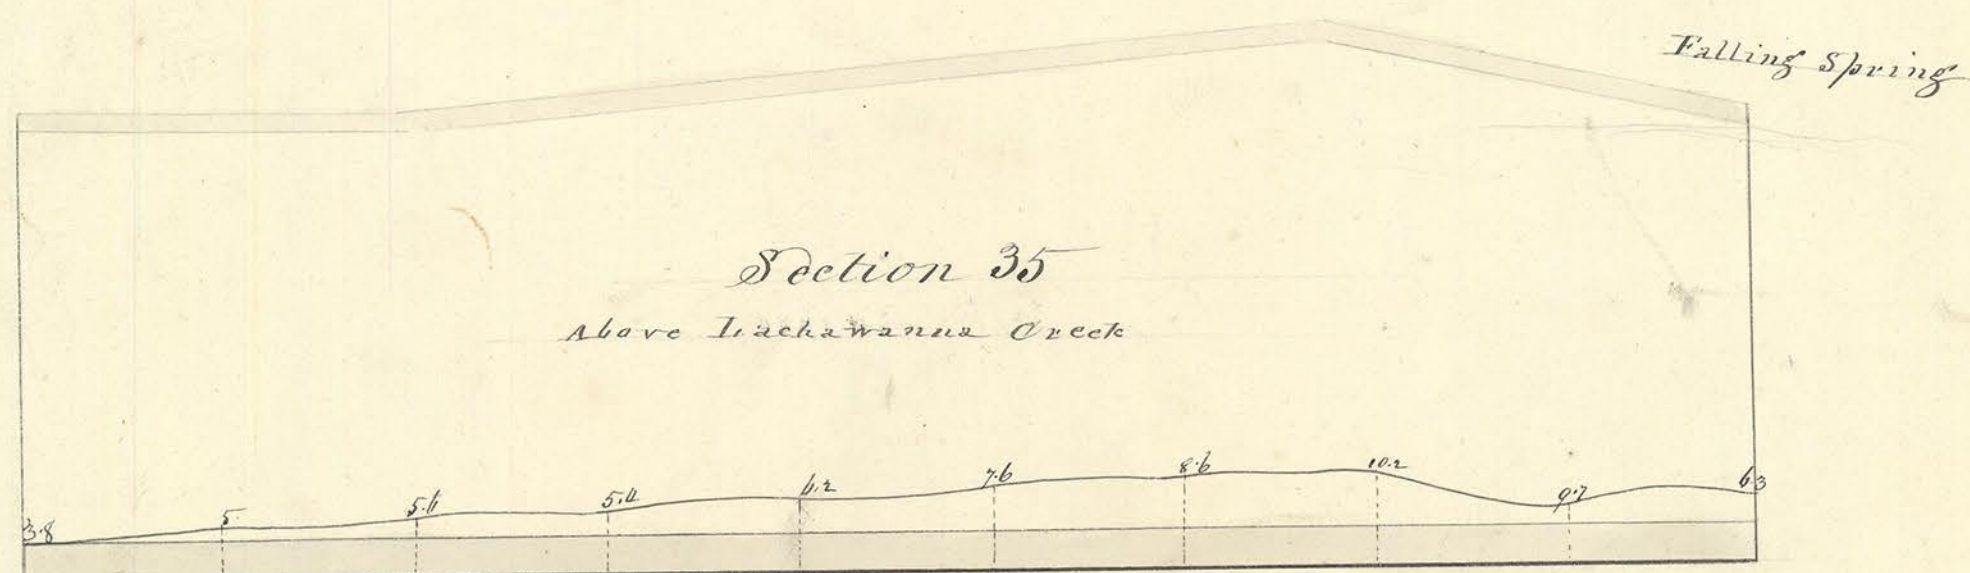 Falling Spring
Section 35
Above Lackawanna Creek
3.8 5 5.6 5.4 6.2 7.6 8.6 10.2 9.7 6.3